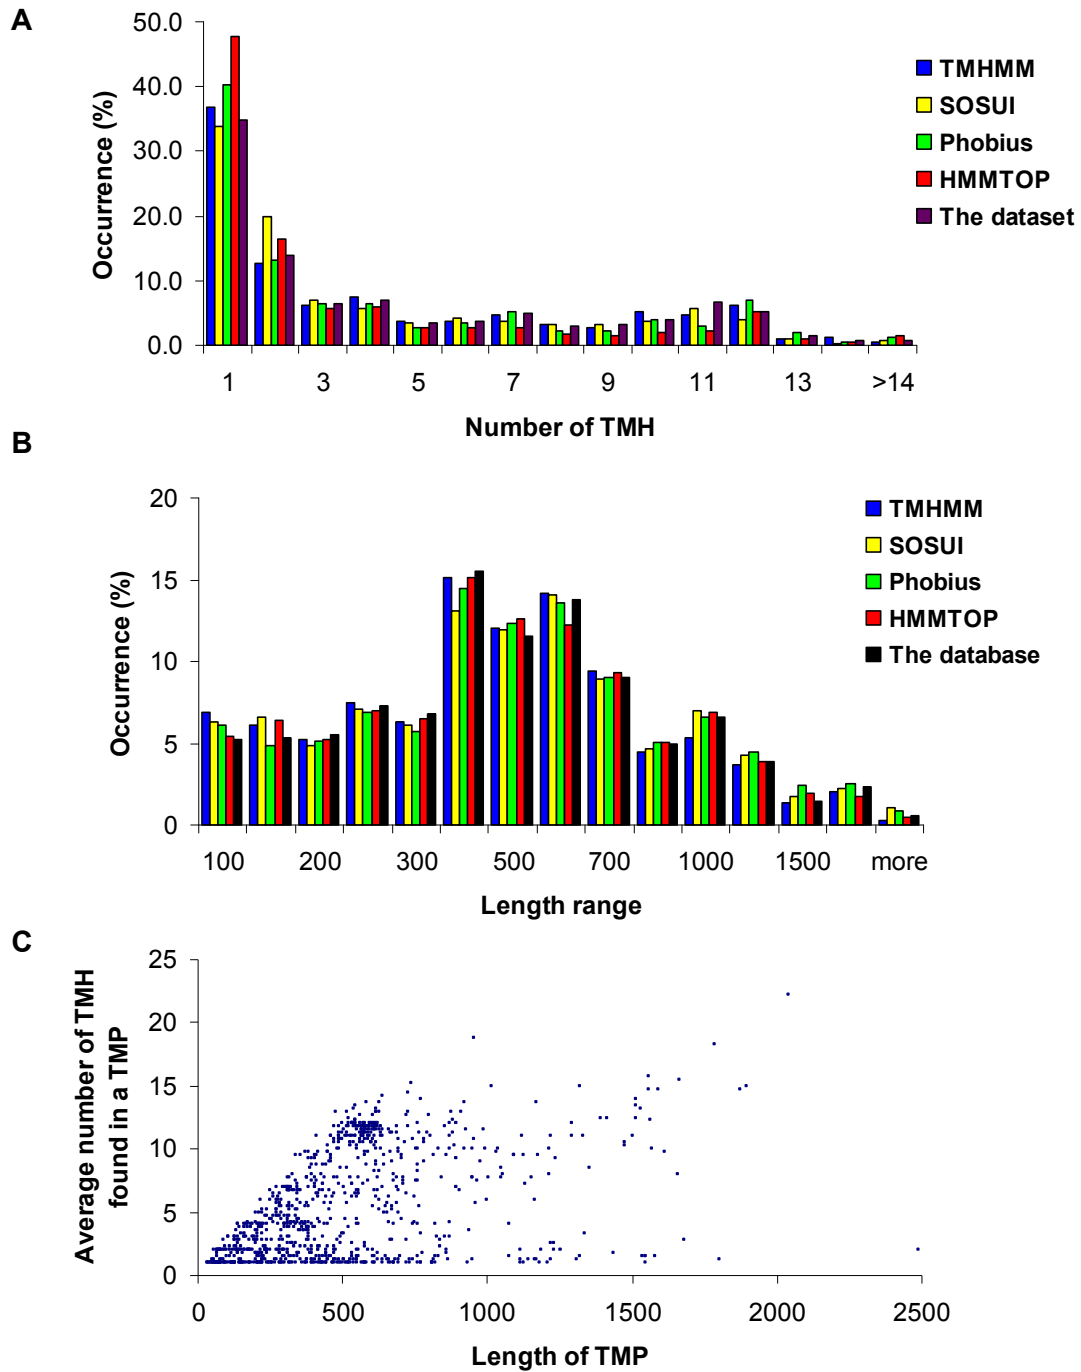 A
50.0
40.0
30.0
20.0
10.0
0.0
Occurrence (%)
1 3 5 7 9 11 13 >14
Number of TMH
TMHMM
SOSUI
Phobius
HMMTOP
The dataset
B
20
15
10
5
0
Occurrence (%)
100 200 300 500 700 1000 1500 more
Length range
TMHMM
SOSUI
Phobius
HMMTOP
The database
C
25
20
15
10
5
0
Average number of TMH
found in a TMP
0 500 1000 1500 2000 2500
Length of TMP